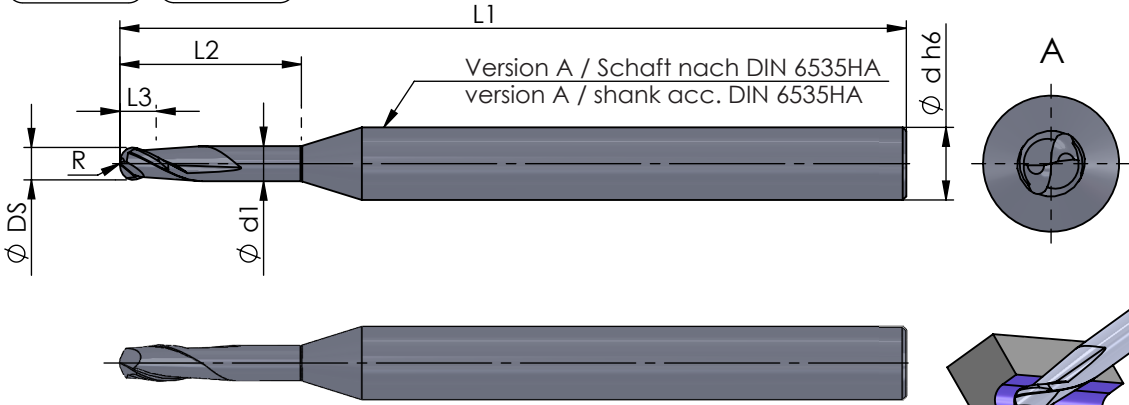 L1
L2
Version A / Schaft nach DIN 6535HA
version A / shank acc. DIN 6535HA
Ø d h6
A
L3
R
Ø DS
Ø d1